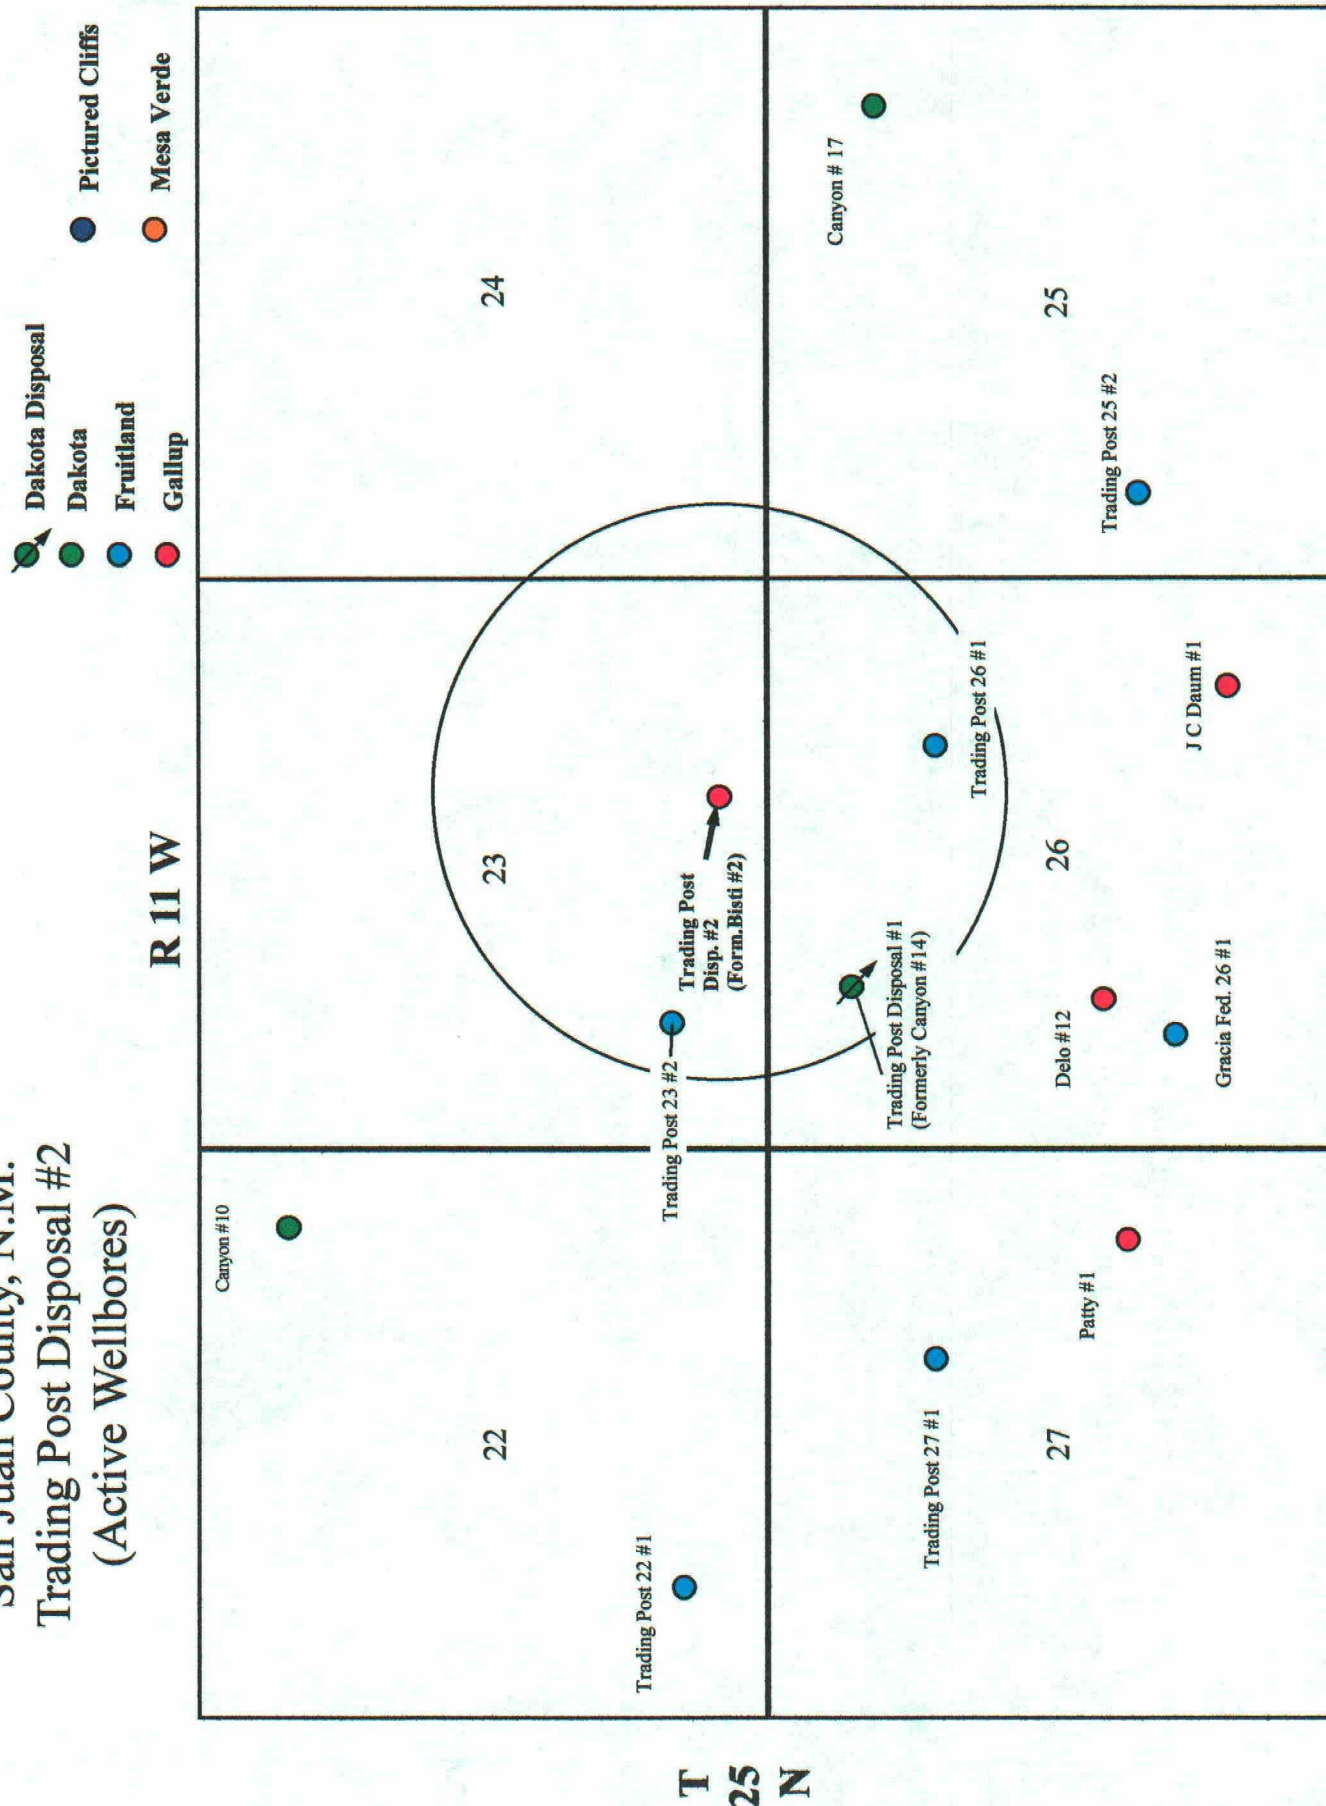 San Juan County, N.M.
Trading Post Disposal #2
(Active Wellbores)
R 11 W
Dakota Disposal
Dakota
Fruitland
Gallup
Pictured Cliffs
Mesa Verde
T
25
N
Canyon #10
22
Trading Post 22 #1
Trading Post 23 #2
23
Trading Post
Disp. #2
(Form.Bisti #2)
24
Trading Post 27 #1
27
Patty #1
Trading Post Disposal #1
(Formerly Canyon #14)
Trading Post 26 #1
26
Delo #12
Gracia Fed. 26 #1
J C Daum #1
Canyon # 17
25
Trading Post 25 #2